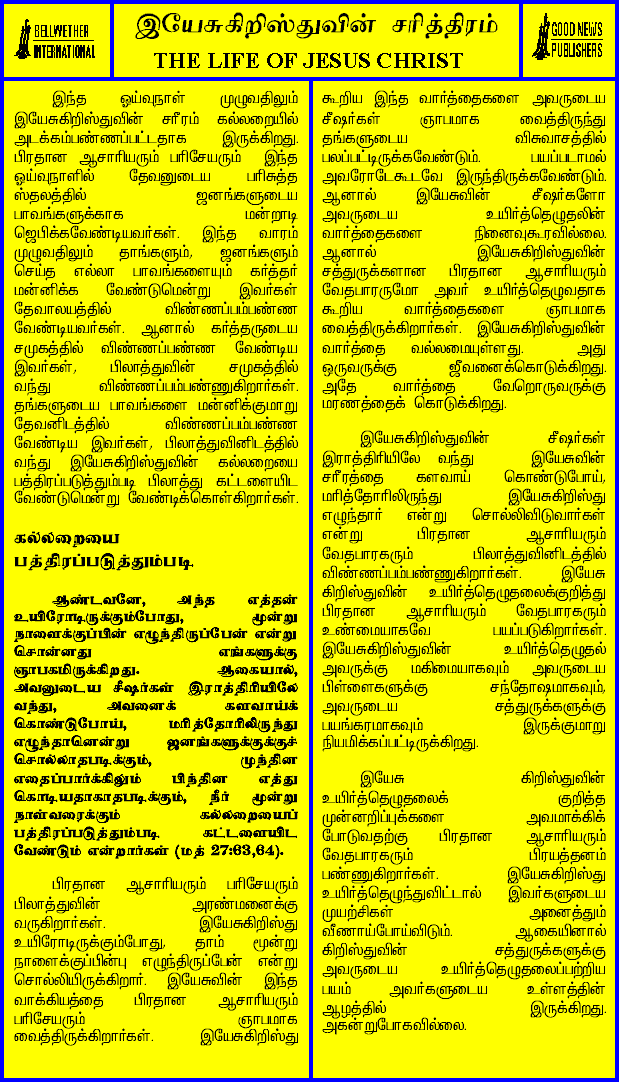 BELLWETHER
INTERNATIONAL
இயேசுகிறிஸ்துவின் சரித்திரம்
THE LIFE OF JESUS CHRIST
GOOD NEWS
PUBLISHERS
இந்த ஓய்வுநாள் முழுவதிலும்
இயேசுகிறிஸ்துவின் சரீரம் கல்லறையில்
அடக்கம்பண்ணப்பட்டதாக இருக்கிறது.
பிரதான ஆசாரியரும் பரிசேயரும் இந்த
ஓய்வுநாளில் தேவனுடைய பரிசுத்த
ஸ்தலத்தில் ஜனங்களுடைய
பாவங்களுக்காக மன்றாடி
ஜெபிக்கவேண்டியவர்கள். இந்த வாரம்
முழுவதிலும் தாங்களும், ஜனங்களும்
செய்த எல்லா பாவங்களையும் கர்த்தர்
மன்னிக்க வேண்டுமென்று இவர்கள்
தேவாலயத்தில் விண்ணப்பம்பண்ண
வேண்டியவர்கள். ஆனால் கர்த்தருடைய
சமுகத்தில் விண்ணப்பண்ண வேண்டிய
இவர்கள், பிலாத்துவின் சமுகத்தில்
வந்து விண்ணப்பம்பண்ணுகிறார்கள்.
தங்களுடைய பாவங்களை மன்னிக்குமாறு
தேவனிடத்தில் விண்ணப்பம்பண்ண
வேண்டிய இவர்கள், பிலாத்துவினிடத்தில்
வந்து இயேசுகிறிஸ்துவின் கல்லறையை
பத்திரப்படுத்தும்படி பிலாத்து கட்டளையிட
வேண்டுமென்று வேண்டிக்கொள்கிறார்கள்.
கல்லறையை
பத்திரப்படுத்தும்படி.
ஆண்டவனே, அந்த எத்தன்
உயிரோடிருக்கும்போது, மூன்று
நாளைக்குப்பின் எழுந்திருப்பேன் என்று
சொன்னது எங்களுக்கு
ஞாபகமிருக்கிறது. ஆகையால்,
அவனுடைய சீஷர்கள் இராத்திரியிலே
வந்து, அவனைக் களவாய்க்
கொண்டுபோய், மரித்தோரிலிருந்து
எழுந்தானென்று ஜனங்களுக்குக்குச்
சொல்லாதபடிக்கும், முந்தின
எதைப்பார்க்கிலும் பிந்தின எத்து
கொடியதாகாதபடிக்கும், நீர் மூன்று
நாள்வரைக்கும் கல்லறையைப்
பத்திரப்படுத்தும்படி கட்டளையிட
வேண்டும் என்றார்கள் (மத் 27:63,64).
பிரதான ஆசாரியரும் பரிசேயரும்
பிலாத்துவின் அரண்மனைக்கு
வருகிறார்கள். இயேசுகிறிஸ்து
உயிரோடிருக்கும்போது, தாம் மூன்று
நாளைக்குப்பின்பு எழுந்திருப்பேன் என்று
சொல்லியிருக்கிறார். இயேசுவின் இந்த
வாக்கியத்தை பிரதான ஆசாரியரும்
பரிசேயரும் ஞாபமாக
வைத்திருக்கிறார்கள். இயேசுகிறிஸ்து
கூறிய இந்த வார்த்தைகளை அவருடைய
சீஷர்கள் ஞாபமாக வைத்திருந்து
தங்களுடைய விசுவாசத்தில்
பலப்பட்டிருக்கவேண்டும். பயப்படாமல்
அவரோடேகூடவே இருந்திருக்கவேண்டும்.
ஆனால் இயேசுவின் சீஷர்களோ
அவருடைய உயிர்த்தெழுதலின்
வார்த்தைகளை நினைவுகூரவில்லை.
ஆனால் இயேசுகிறிஸ்துவின்
சத்துருக்களான பிரதான ஆசாரியரும்
வேதபாரருமோ அவர் உயிர்த்தெழுவதாக
கூறிய வார்த்தைகளை ஞாபமாக
வைத்திருக்கிறார்கள். இயேசுகிறிஸ்துவின்
வார்த்தை வல்லமையுள்ளது. அது
ஒருவருக்கு ஜீவனைக்கொடுக்கிறது.
அதே வார்த்தை வேறொருவருக்கு
மரணத்தைக் கொடுக்கிறது.
இயேசுகிறிஸ்துவின் சீஷர்கள்
இராத்திரியிலே வந்து இயேசுவின்
சரீரத்தை களவாய் கொண்டுபோய்,
மரித்தோரிலிருந்து இயேசுகிறிஸ்து
எழுந்தார் என்று சொல்லிவிடுவார்கள்
என்று பிரதான ஆசாரியரும்
வேதபாரகரும் பிலாத்துவினிடத்தில்
விண்ணப்பம்பண்ணுகிறார்கள். இயேசு
கிறிஸ்துவின் உயிர்த்தெழுதலைக்குறித்து
பிரதான ஆசாரியரும் வேதபாரகரும்
உண்மையாகவே பயப்படுகிறார்கள்.
இயேசுகிறிஸ்துவின் உயிர்த்தெழுதல்
அவருக்கு மகிமையாகவும் அவருடைய
பிள்ளைகளுக்கு சந்தோஷமாகவும்,
அவருடைய சத்துருக்களுக்கு
பயங்கரமாகவும் இருக்குமாறு
நியமிக்கப்பட்டிருக்கிறது.
இயேசு கிறிஸ்துவின்
உயிர்த்தெழுதலைக் குறித்த
முன்னறிப்புக்களை அவமாக்கிக்
போடுவதற்கு பிரதான ஆசாரியரும்
வேதபாரகரும் பிரயத்தனம்
பண்ணுகிறார்கள். இயேசுகிறிஸ்து
உயிர்த்தெழுந்துவிட்டால் இவர்களுடைய
முயற்சிகள் அனைத்தும்
வீணாய்போய்விடும். ஆகையினால்
கிறிஸ்துவின் சத்துருக்களுக்கு
அவருடைய உயிர்த்தெழுதலைப்பற்றிய
பயம் அவர்களுடைய உள்ளத்தின்
ஆழத்தில் இருக்கிறது.
அகன்றுபோகவில்லை.